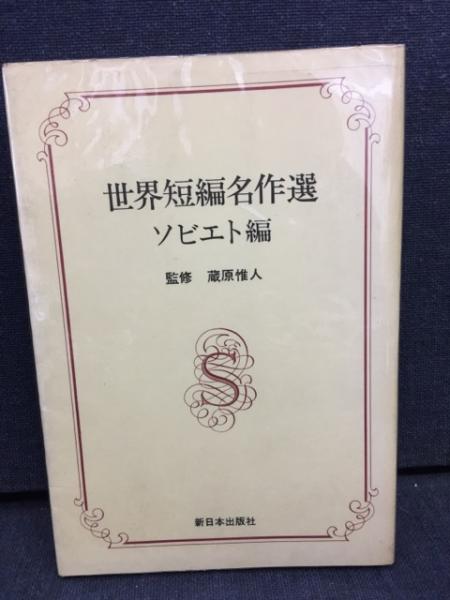 世界短編名作選
ソビエト編
監修 蔵原惟人
S
新日本出版社